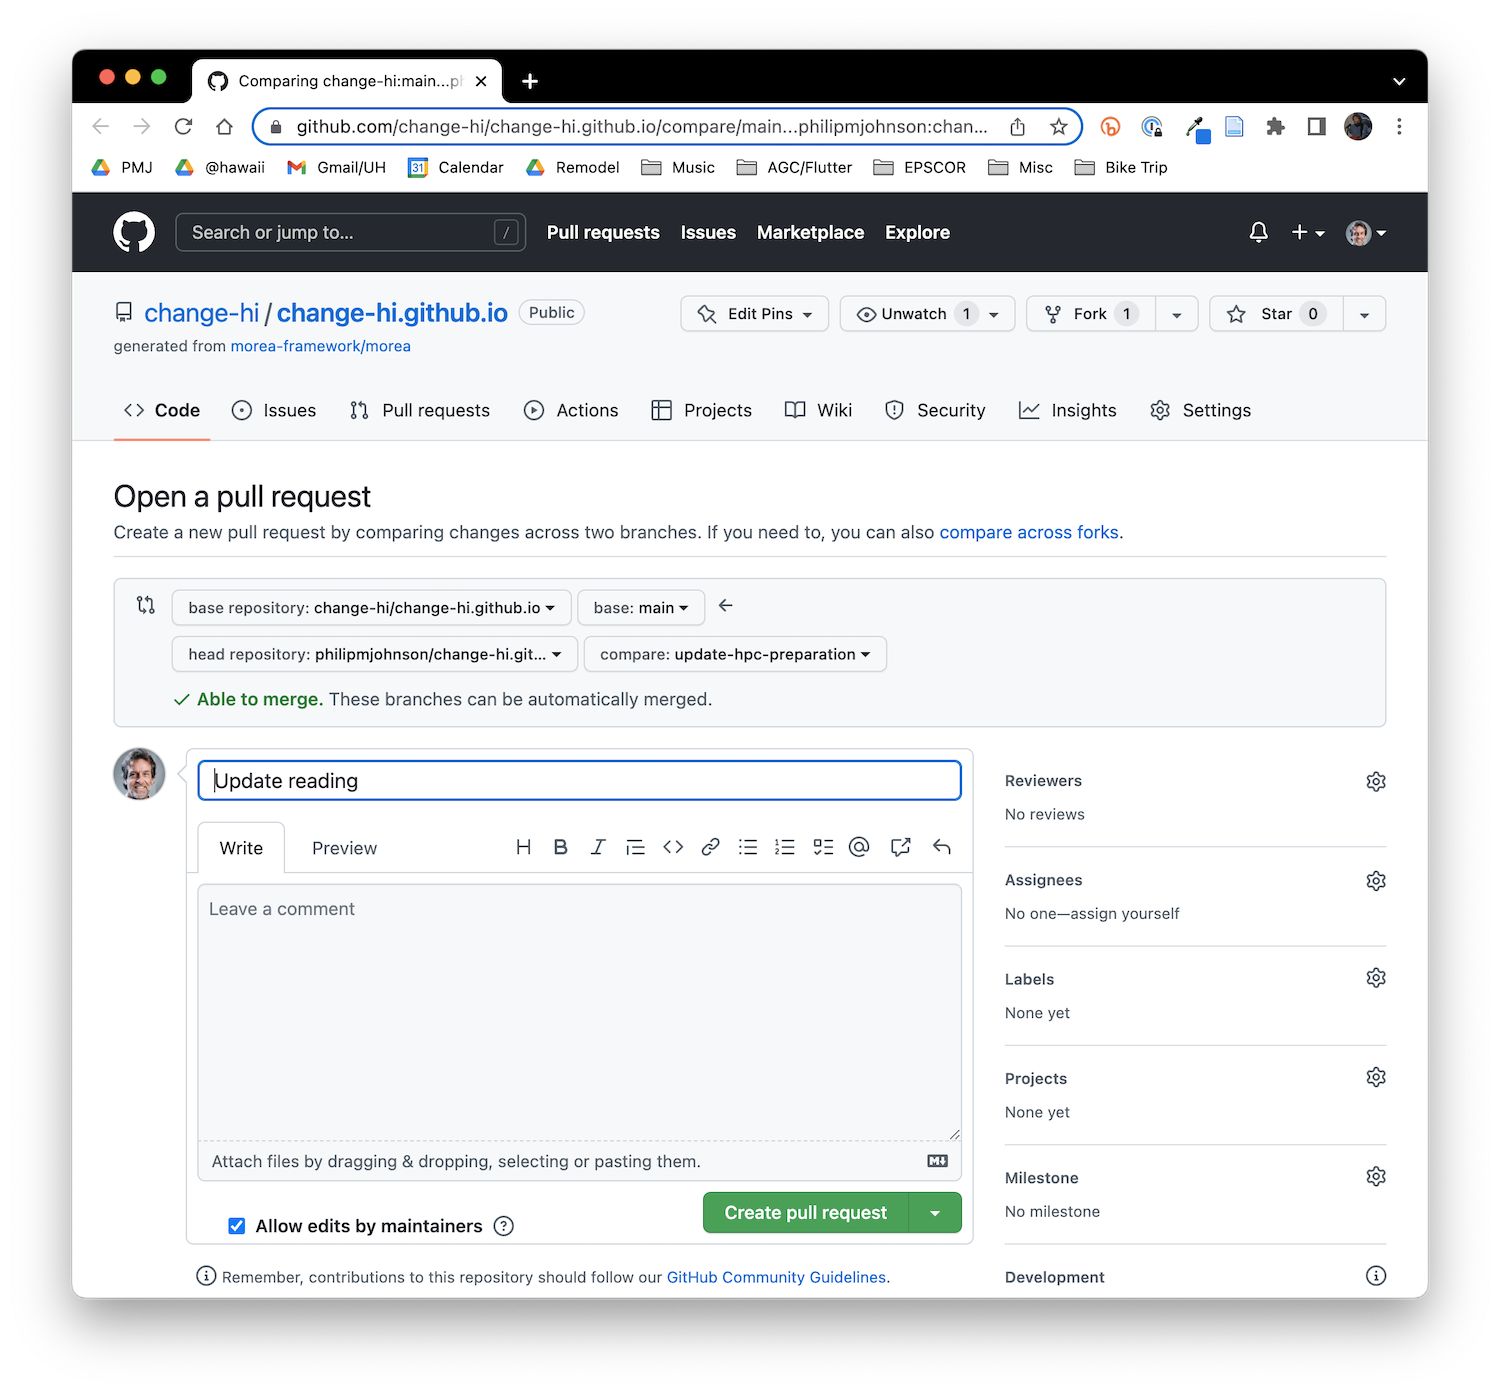 Comparing change-hi:main...ph
github.com/change-hi/change-hi.github.io/compare/main...philipmjohnson:chan...
PMJ @hawaii Gmail/UH 31 Calendar Remodel Music AGC/Flutter EPSCOR Misc Bike Trip
Search or jump to... / Pull requests Issues Marketplace Explore
change-hi / change-hi.github.io Public Edit Pins Unwatch 1 Fork 1 Star 0
generated from morea-framework/morea
Code Issues Pull requests Actions Projects Wiki Security Insights Settings
Open a pull request
Create a new pull request by comparing changes across two branches. If you need to, you can also compare across forks.
base repository: change-hi/change-hi.github.io base: main
head repository: philipmjohnson/change-hi.git... compare: update-hpc-preparation
Able to merge. These branches can be automatically merged.
Update reading
Write Preview
Leave a comment
Attach files by dragging & dropping, selecting or pasting them.
Allow edits by maintainers
Create pull request
Remember, contributions to this repository should follow our GitHub Community Guidelines.
Reviewers
No reviews
Assignees
No one—assign yourself
Labels
None yet
Projects
None yet
Milestone
No milestone
Development